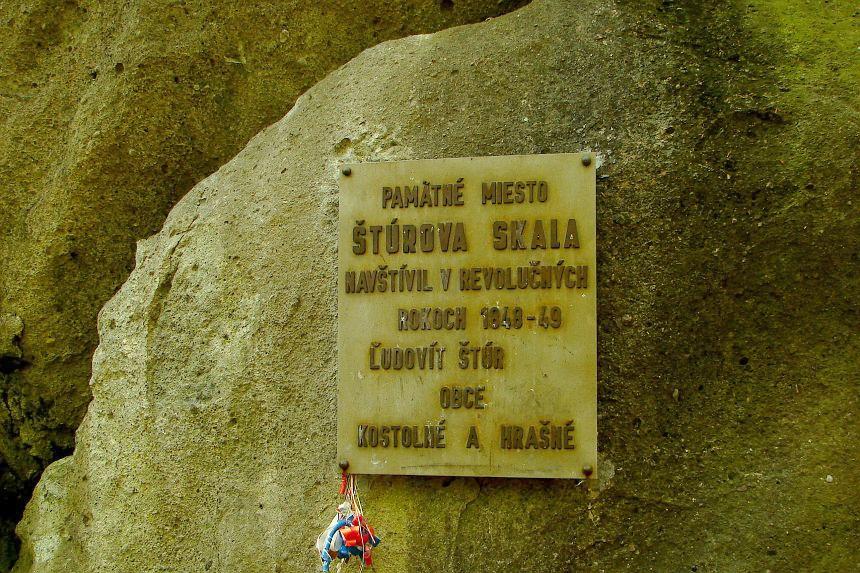 PAMÄTNÉ MIESTO
ŠTÚROVA SKALA
NAVŠTÍVIL V REVOLUČNÝCH
ROKOCH 1848-49
ĽUDOVÍT ŠTÚR
OBCE
KOSTOLNÉ A HRAŠNÉ